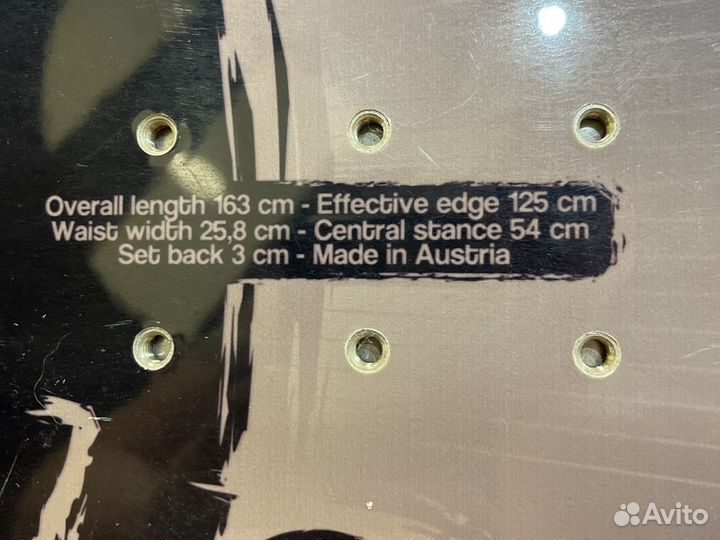 Overall length 163 cm - Effective edge 125 cm
Waist width 25,8 cm - Central stance 54 cm
Set back 3 cm - Made in Austria
Avito